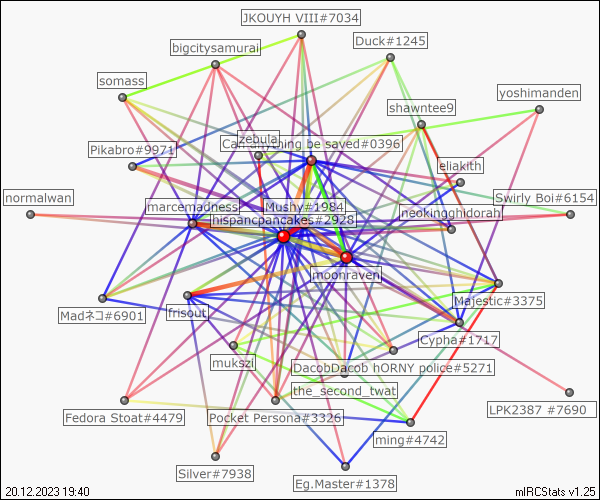 JKOUYH VIII#7034
Duck#1245
bigcitysamurai
somass
yoshimanden
shawntee9
zebula
Can anything be saved#0396
Pikabro#9971
eliakith
normalwan
Swirly Boi#6154
marcemadness
Mushy#1984
neokingghidorah
hispancpancakes#2928
moonraven
Majestic#3375
Madネコ#6901
frisout
Cypha#1717
mukszi
DacobDacob hORNY police#5271
the_second_twat
LPK2387 #7690
Fedora Stoat#4479
Pocket Persona#3326
ming#4742
Silver#7938
Eg.Master#1378
20.12.2023 19:40
mIRCStats v1.25